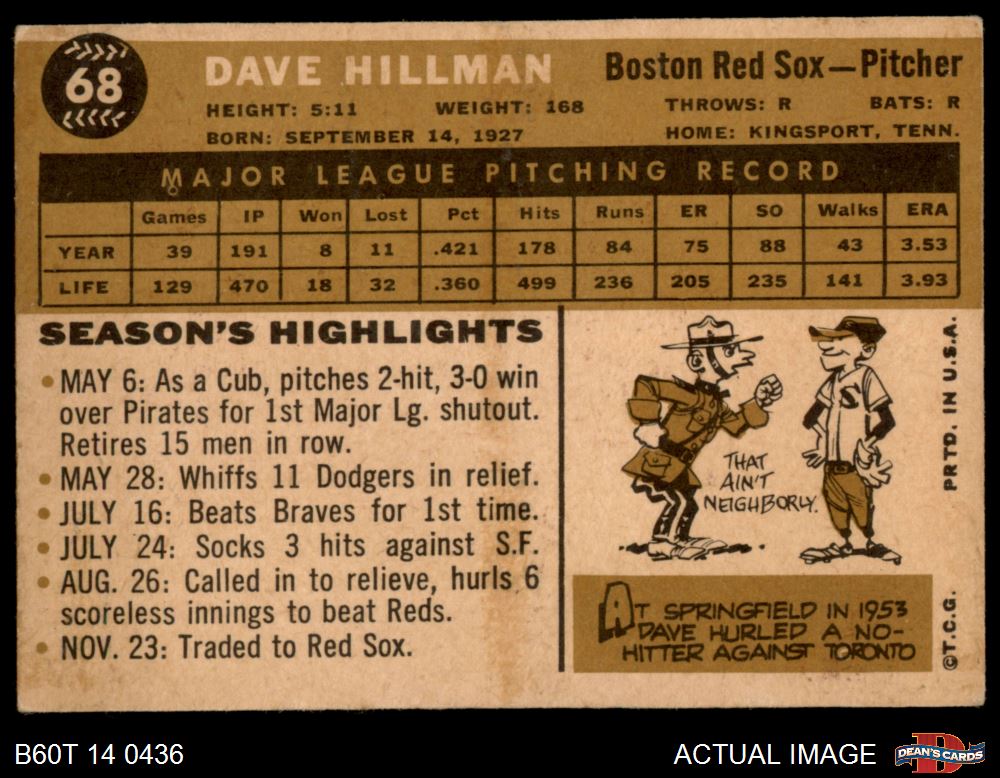 68
DAVE HILLMAN
Boston Red Sox—Pitcher
HEIGHT: 5:11 WEIGHT: 168 THROWS: R BATS: R
BORN: SEPTEMBER 14, 1927 HOME: KINGSPORT, TENN.
MAJOR LEAGUE PITCHING RECORD
Games IP Won Lost Pct Hits Runs ER SO Walks ERA
YEAR 39 191 8 11 .421 178 84 75 88 43 3.53
LIFE 129 470 18 32 .360 499 236 205 235 141 3.93
SEASON'S HIGHLIGHTS
• MAY 6: As a Cub, pitches 2-hit, 3-0 win
over Pirates for 1st Major Lg. shutout.
Retires 15 men in row.
• MAY 28: Whiffs 11 Dodgers in relief.
• JULY 16: Beats Braves for 1st time.
• JULY 24: Socks 3 hits against S.F.
• AUG. 26: Called in to relieve, hurls 6
scoreless innings to beat Reds.
• NOV. 23: Traded to Red Sox.
S
THAT
AIN'T
NEIGHBORLY.
AT SPRINGFIELD IN 1953
DAVE HURLED A NO-
HITTER AGAINST TORONTO
©T.C.G. PRTD. IN U.S.A.
B60T 14 0436
ACTUAL IMAGE
D
DEAN'S CARDS